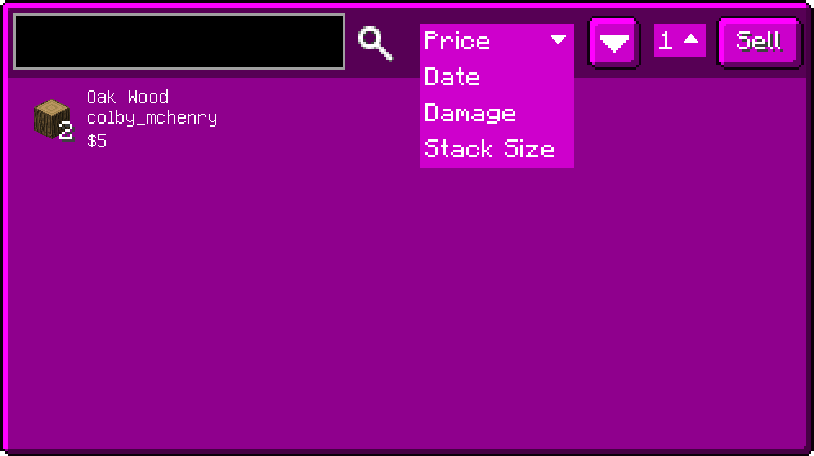 Price
1
Sell
Date
Damage
Stack Size
Oak Wood
colby_mchenry
2
$5